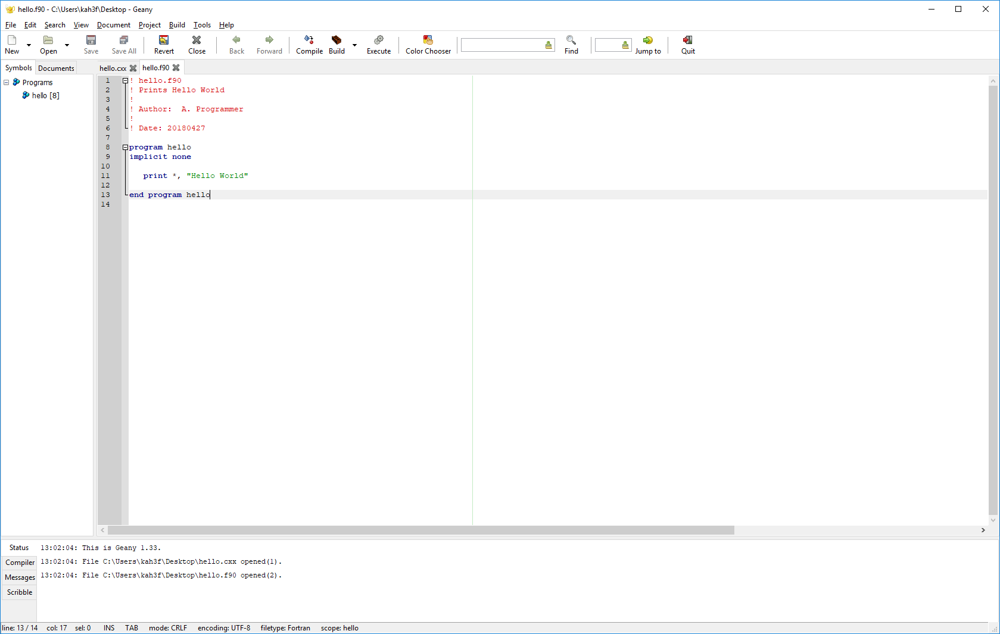 hello.f90 - C:\Users\kah3f\Desktop - Geany
File Edit Search View Document Project Build Tools Help
New Open Save Save All Revert Close Back Forward Compile Build Execute Color Chooser Find Jump to Quit
Symbols Documents hello.cxx hello.f90
Programs
hello [8]
1 ! hello.f90
2 ! Prints Hello World
3 !
4 ! Author:  A. Programmer
5 !
6 ! Date: 20180427
7
8 program hello
9 implicit none
10
11    print *, "Hello World"
12
13 end program hello
14
Status 13:02:04: This is Geany 1.33.
Compiler 13:02:04: File C:\Users\kah3f\Desktop\hello.cxx opened(1).
Messages 13:02:04: File C:\Users\kah3f\Desktop\hello.f90 opened(2).
Scribble
line: 13 / 14 col: 17 sel: 0 INS TAB mode: CRLF encoding: UTF-8 filetype: Fortran scope: hello